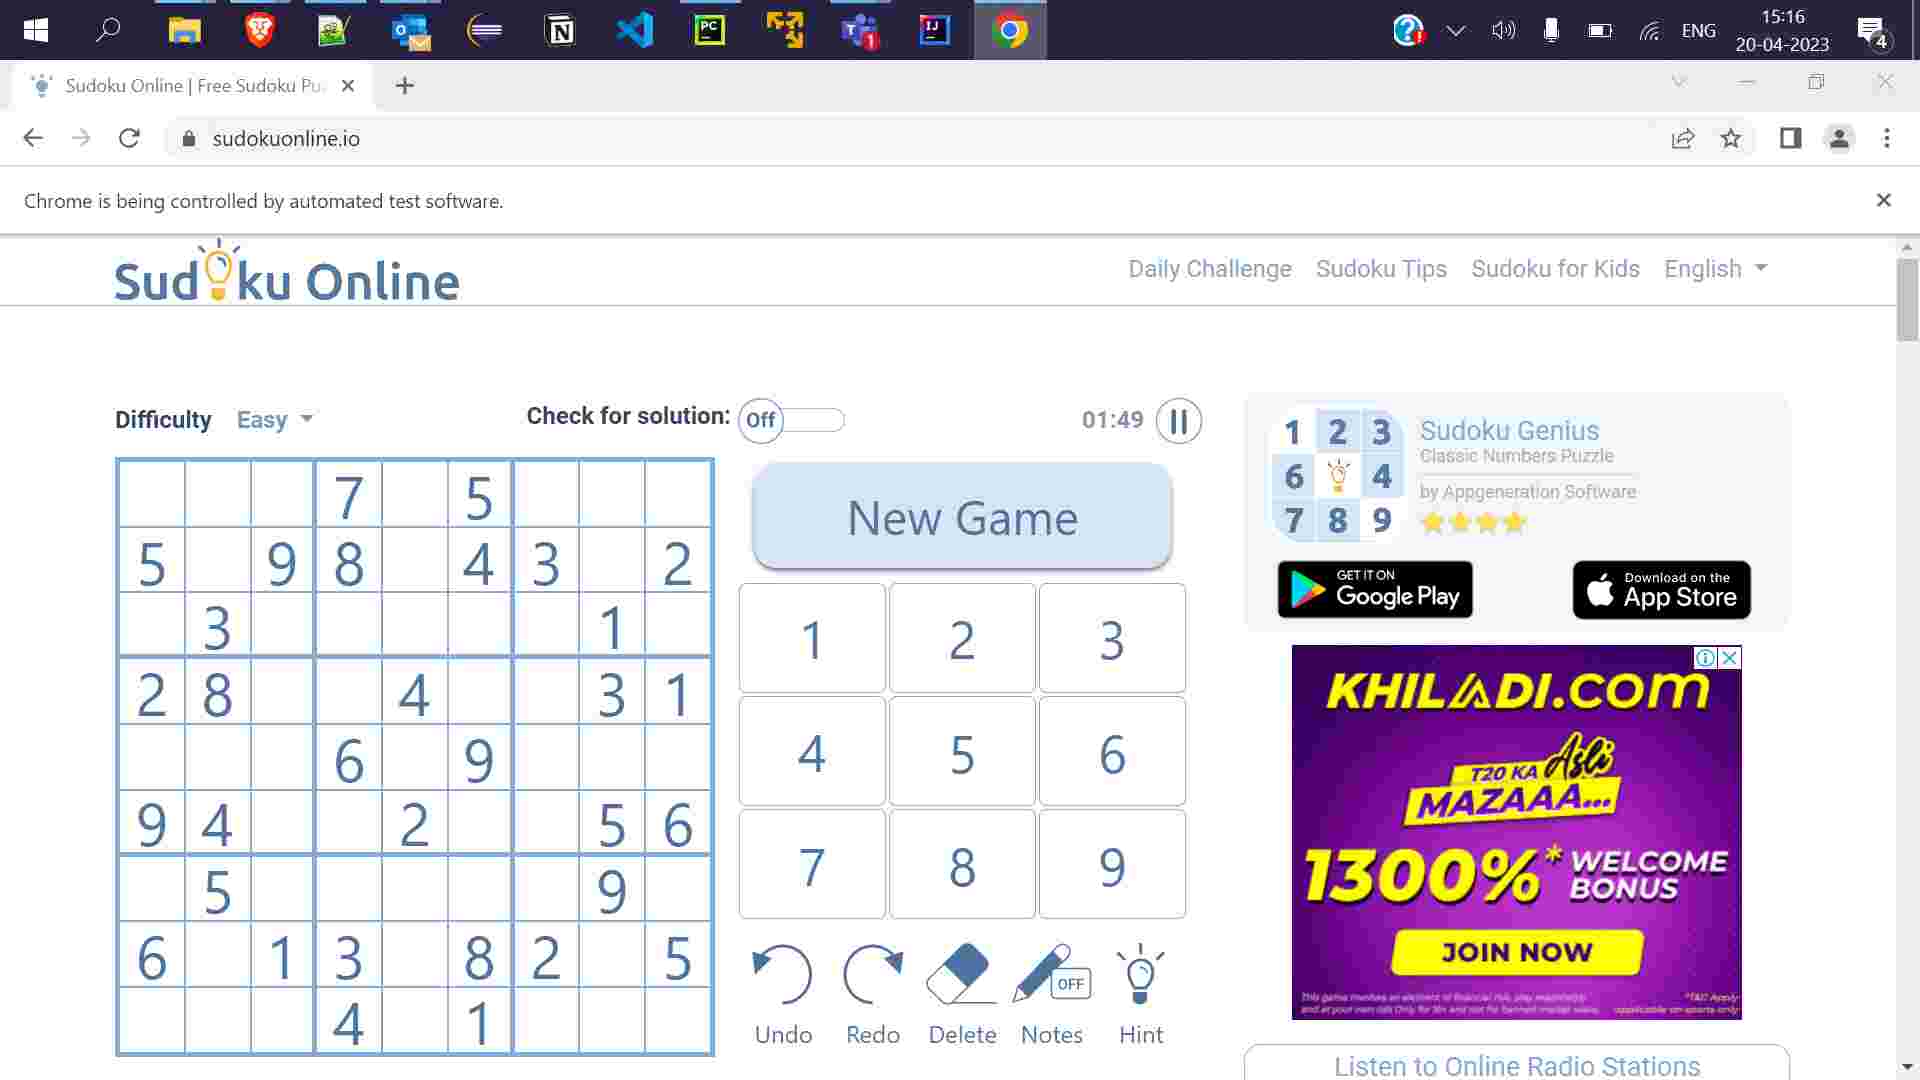 ENG
15:16
20-04-2023
4
Sudoku Online | Free Sudoku Pu
sudokuonline.io
Chrome is being controlled by automated test software.
Sudoku Online
Daily Challenge Sudoku Tips Sudoku for Kids English
Difficulty Easy
Check for solution: Off
01:49
7 5
5 9 8 4 3 2
3 1
2 8 4 3 1
6 9
9 4 2 5 6
5 9
6 1 3 8 2 5
4 1
New Game
1 2 3
4 5 6
7 8 9
OFF
Undo Redo Delete Notes Hint
1 2 3
6 4
7 8 9
Sudoku Genius
Classic Numbers Puzzle
by Appgeneration Software
GET IT ON
Google Play
Download on the
App Store
KHILADI.com
T20 KA Asli
MAZAAA...
1300%* WELCOME
BONUS
JOIN NOW
Listen to Online Radio Stations